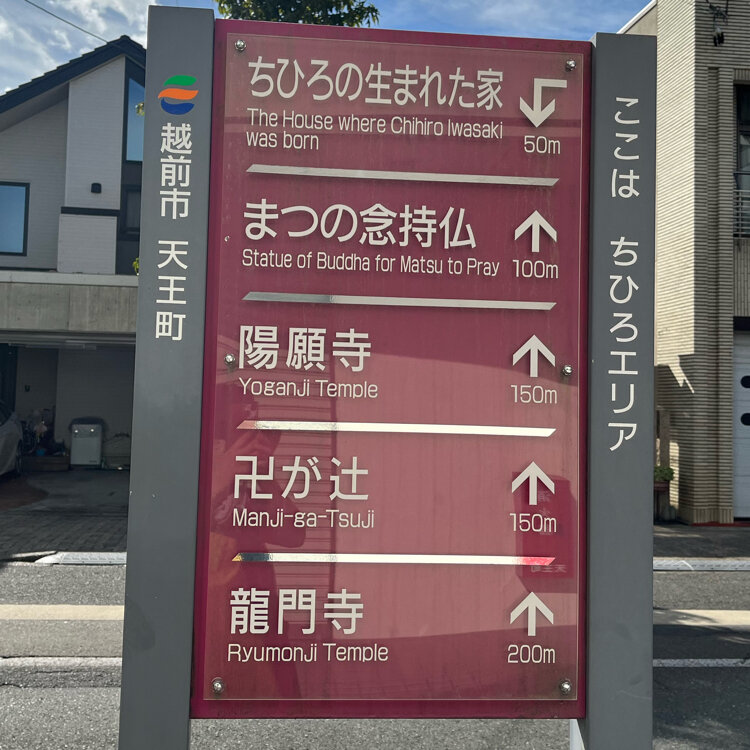 越前市 天王町
ちひろの生まれた家
The House where Chihiro Iwasaki
was born
50m
まつの念持仏
Statue of Buddha for Matsu to Pray
100m
陽願寺
Yoganji Temple
150m
卍が辻
Manji-ga-Tsuji
150m
龍門寺
Ryumonji Temple
200m
ここは ちひろエリア